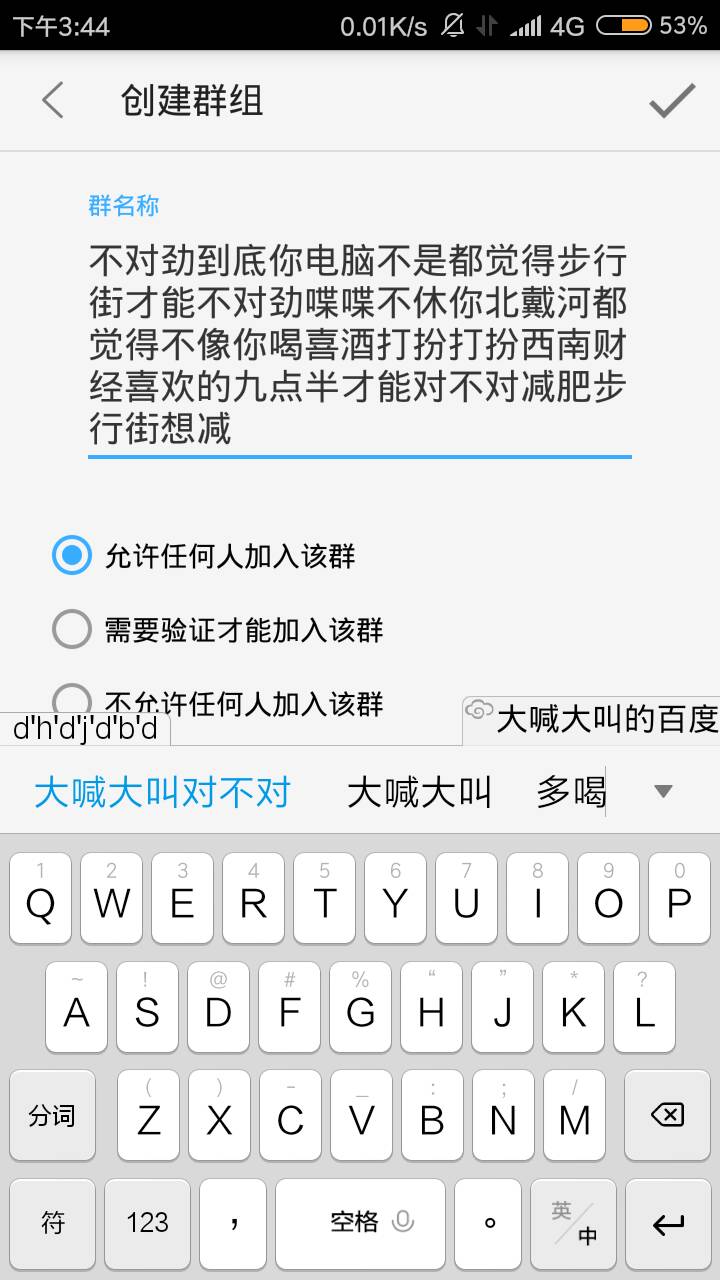 下午3:44 0.01K/s 4G 53%
创建群组
群名称
不对劲到底你电脑不是都觉得步行
街才能不对劲喋喋不休你北戴河都
觉得不像你喝喜酒打扮打扮西南财
经喜欢的九点半才能对不对减肥步
行街想减
允许任何人加入该群
需要验证才能加入该群
不允许任何人加入该群
d'h'd'j'd'b'd 大喊大叫的百度
大喊大叫对不对 大喊大叫 多喝
1 2 3 4 5 6 7 8 9 0
Q W E R T Y U I O P
~ ! @ # % “ ” * ?
A S D F G H J K L
( ) - _ : ; /
分词 Z X C V B N M
符 123 ， 空格 。 英/中